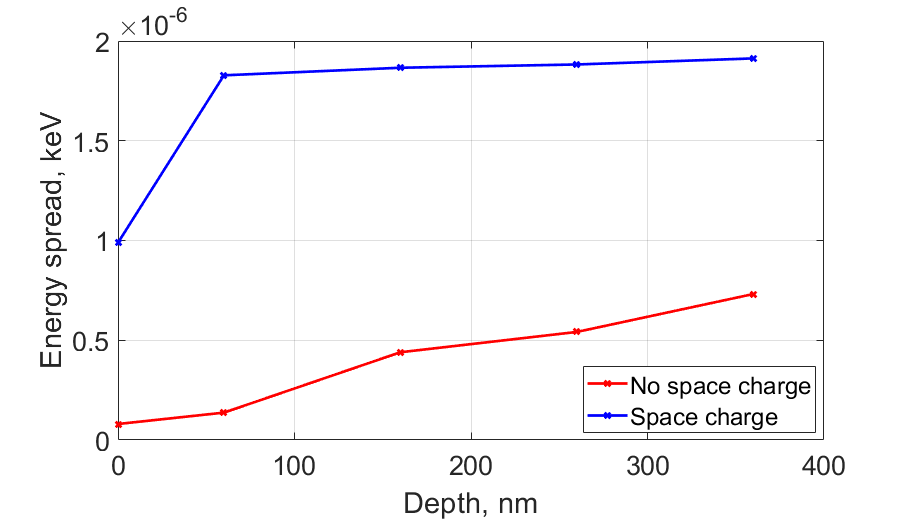 ×10-6
2
1.5
1
0.5
0
0 100 200 300 400
Energy spread, keV
Depth, nm
No space charge
Space charge